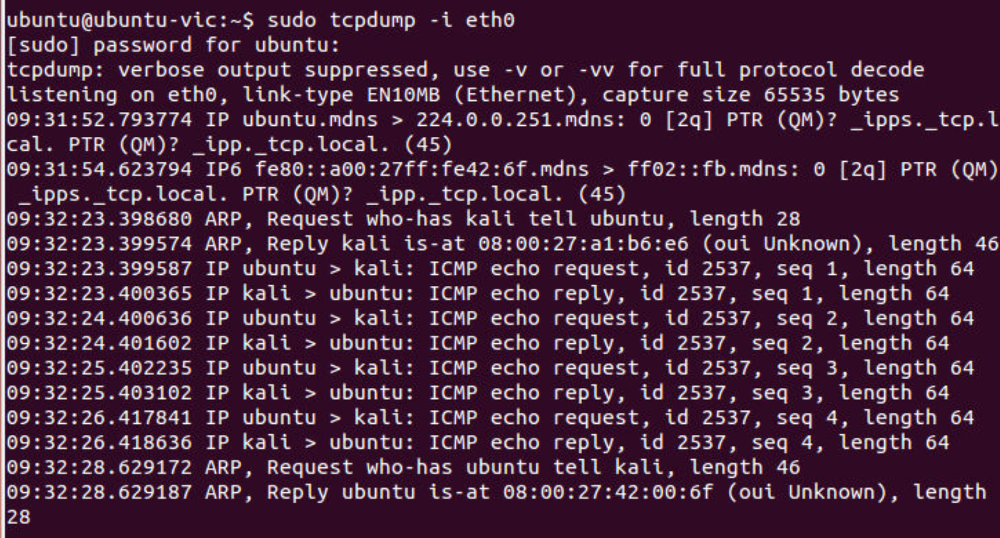 ubuntu@ubuntu-vic:~$ sudo tcpdump -i eth0
[sudo] password for ubuntu:
tcpdump: verbose output suppressed, use -v or -vv for full protocol decode
listening on eth0, link-type EN10MB (Ethernet), capture size 65535 bytes
09:31:52.793774 IP ubuntu.mdns > 224.0.0.251.mdns: 0 [2q] PTR (QM)? _ipps._tcp.l
cal. PTR (QM)? _ipp._tcp.local. (45)
09:31:54.623794 IP6 fe80::a00:27ff:fe42:6f.mdns > ff02::fb.mdns: 0 [2q] PTR (QM)
 _ipps._tcp.local. PTR (QM)? _ipp._tcp.local. (45)
09:32:23.398680 ARP, Request who-has kali tell ubuntu, length 28
09:32:23.399574 ARP, Reply kali is-at 08:00:27:a1:b6:e6 (oui Unknown), length 46
09:32:23.399587 IP ubuntu > kali: ICMP echo request, id 2537, seq 1, length 64
09:32:23.400365 IP kali > ubuntu: ICMP echo reply, id 2537, seq 1, length 64
09:32:24.400636 IP ubuntu > kali: ICMP echo request, id 2537, seq 2, length 64
09:32:24.401602 IP kali > ubuntu: ICMP echo reply, id 2537, seq 2, length 64
09:32:25.402235 IP ubuntu > kali: ICMP echo request, id 2537, seq 3, length 64
09:32:25.403102 IP kali > ubuntu: ICMP echo reply, id 2537, seq 3, length 64
09:32:26.417841 IP ubuntu > kali: ICMP echo request, id 2537, seq 4, length 64
09:32:26.418636 IP kali > ubuntu: ICMP echo reply, id 2537, seq 4, length 64
09:32:28.629172 ARP, Request who-has ubuntu tell kali, length 46
09:32:28.629187 ARP, Reply ubuntu is-at 08:00:27:42:00:6f (oui Unknown), length
28